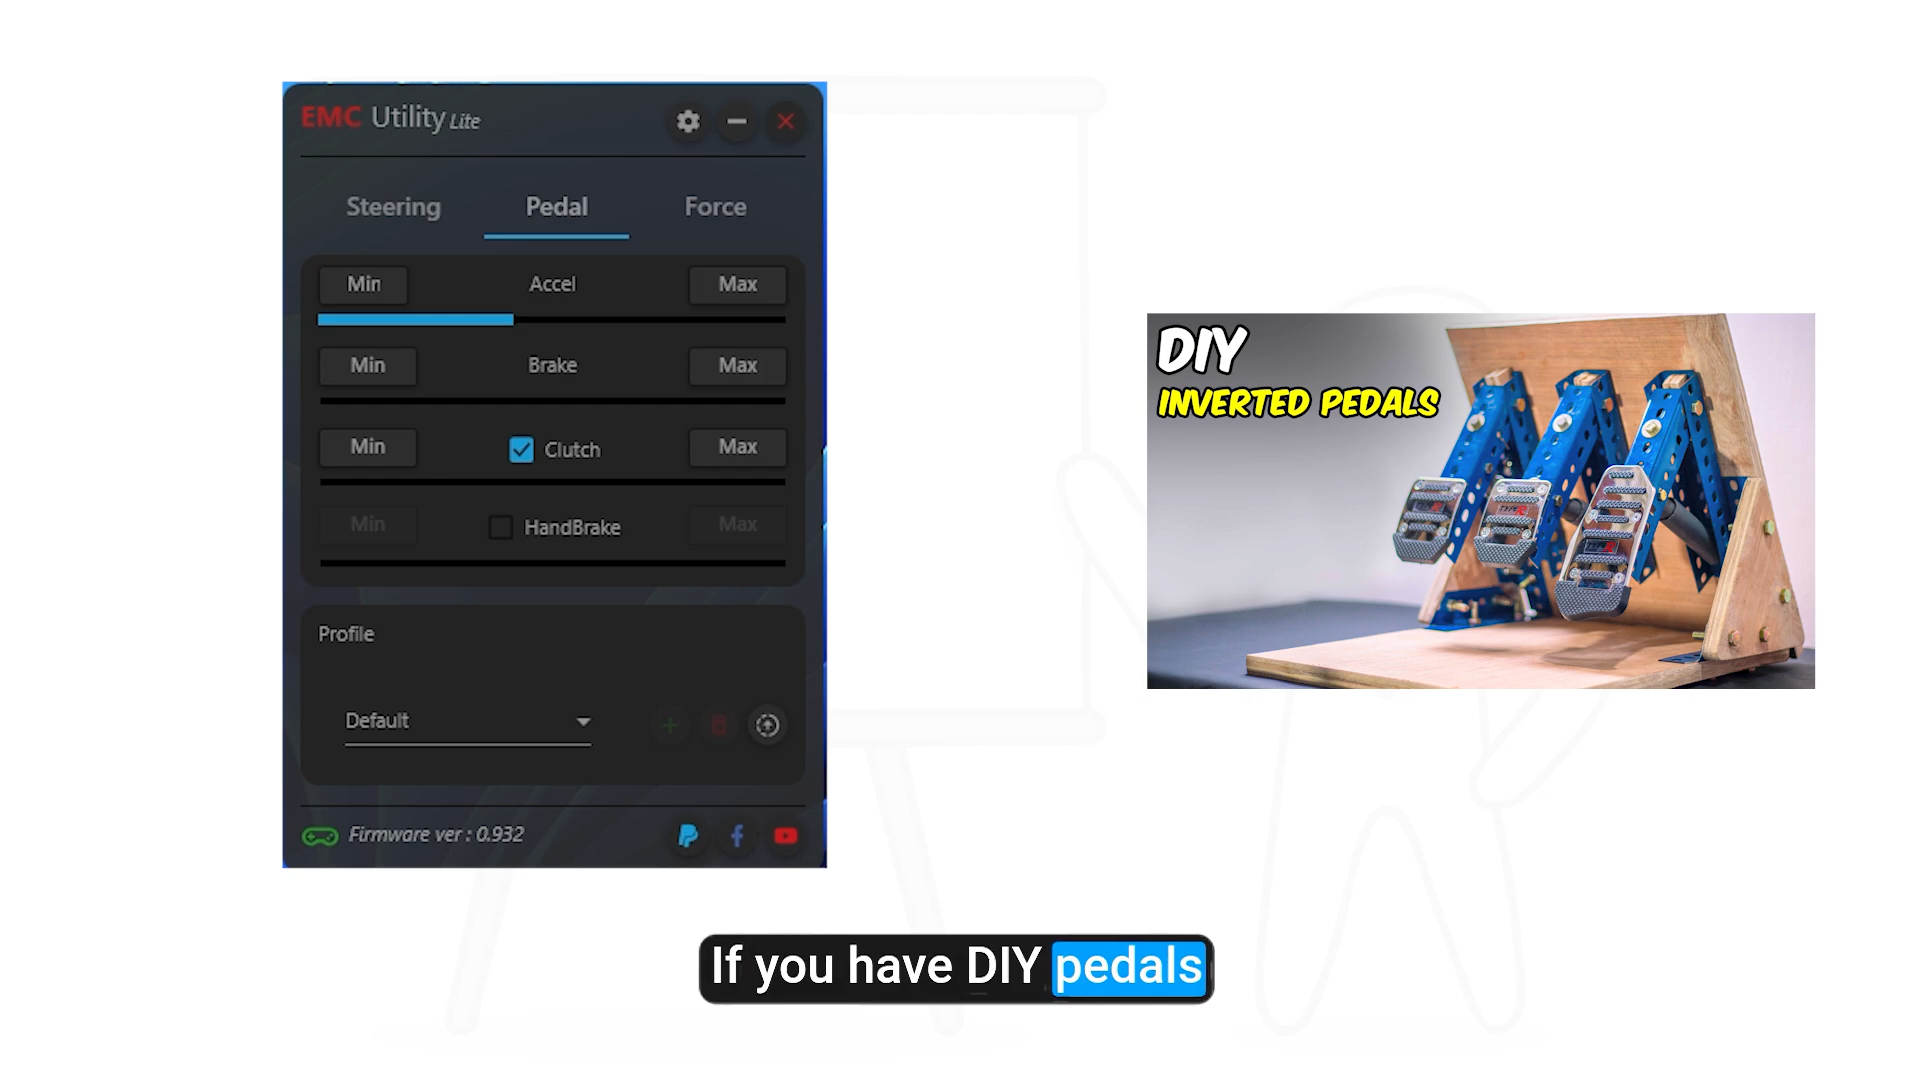 EMC Utility Lite
Steering Pedal Force
Min Accel Max
Min Brake Max
Min Clutch Max
Min HandBrake Max
Profile
Default
Firmware ver : 0.932
DIY
INVERTED PEDALS
If you have DIY pedals